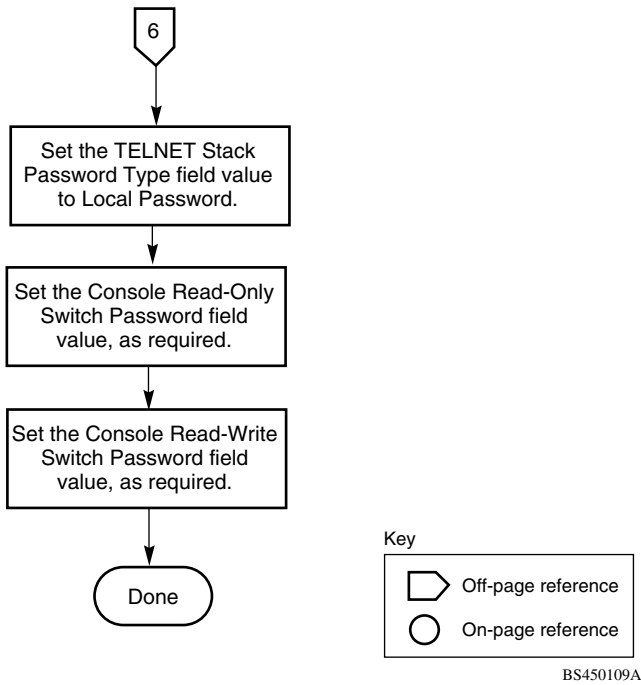 6
Set the TELNET Stack
Password Type field value
to Local Password.
Set the Console Read-Only
Switch Password field
value, as required.
Set the Console Read-Write
Switch Password field
value, as required.
Done
Key
Off-page reference
On-page reference
BS450109A